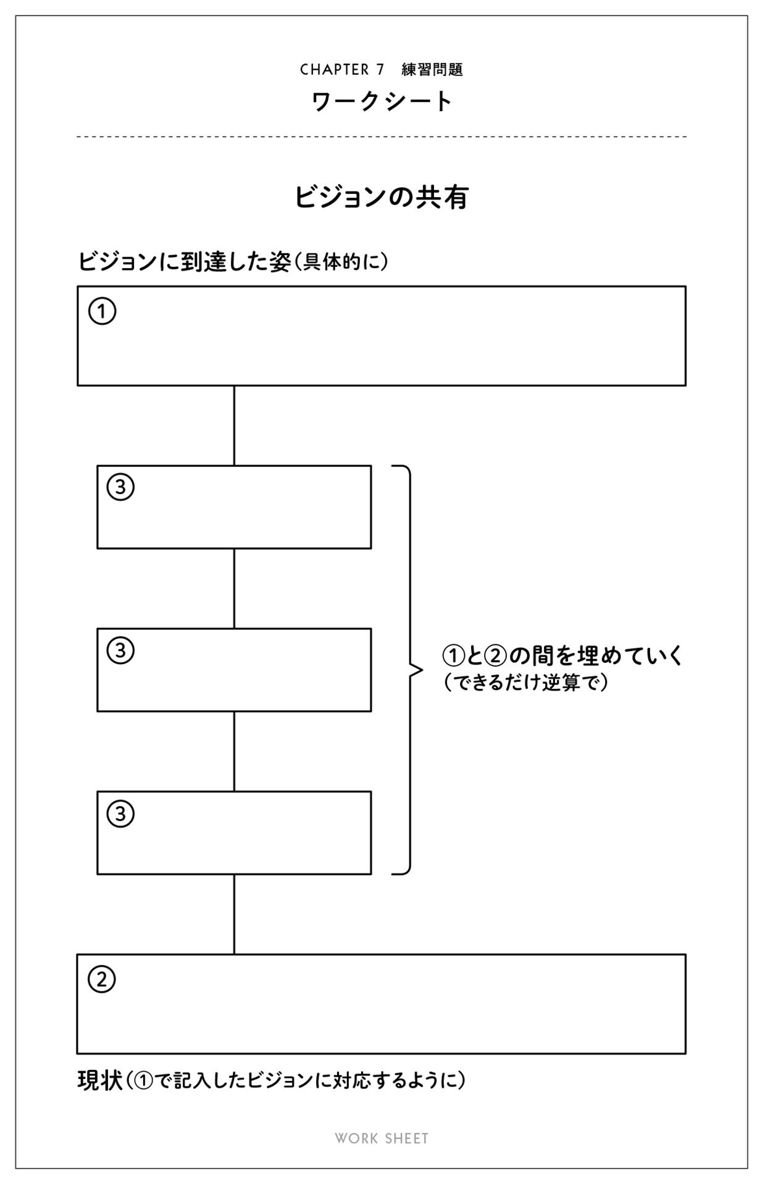 CHAPTER 7　練習問題
ワークシート
ビジョンの共有
ビジョンに到達した姿（具体的に）
①
③
③
①と②の間を埋めていく
（できるだけ逆算で）
③
②
現状（①で記入したビジョンに対応するように）
WORK SHEET